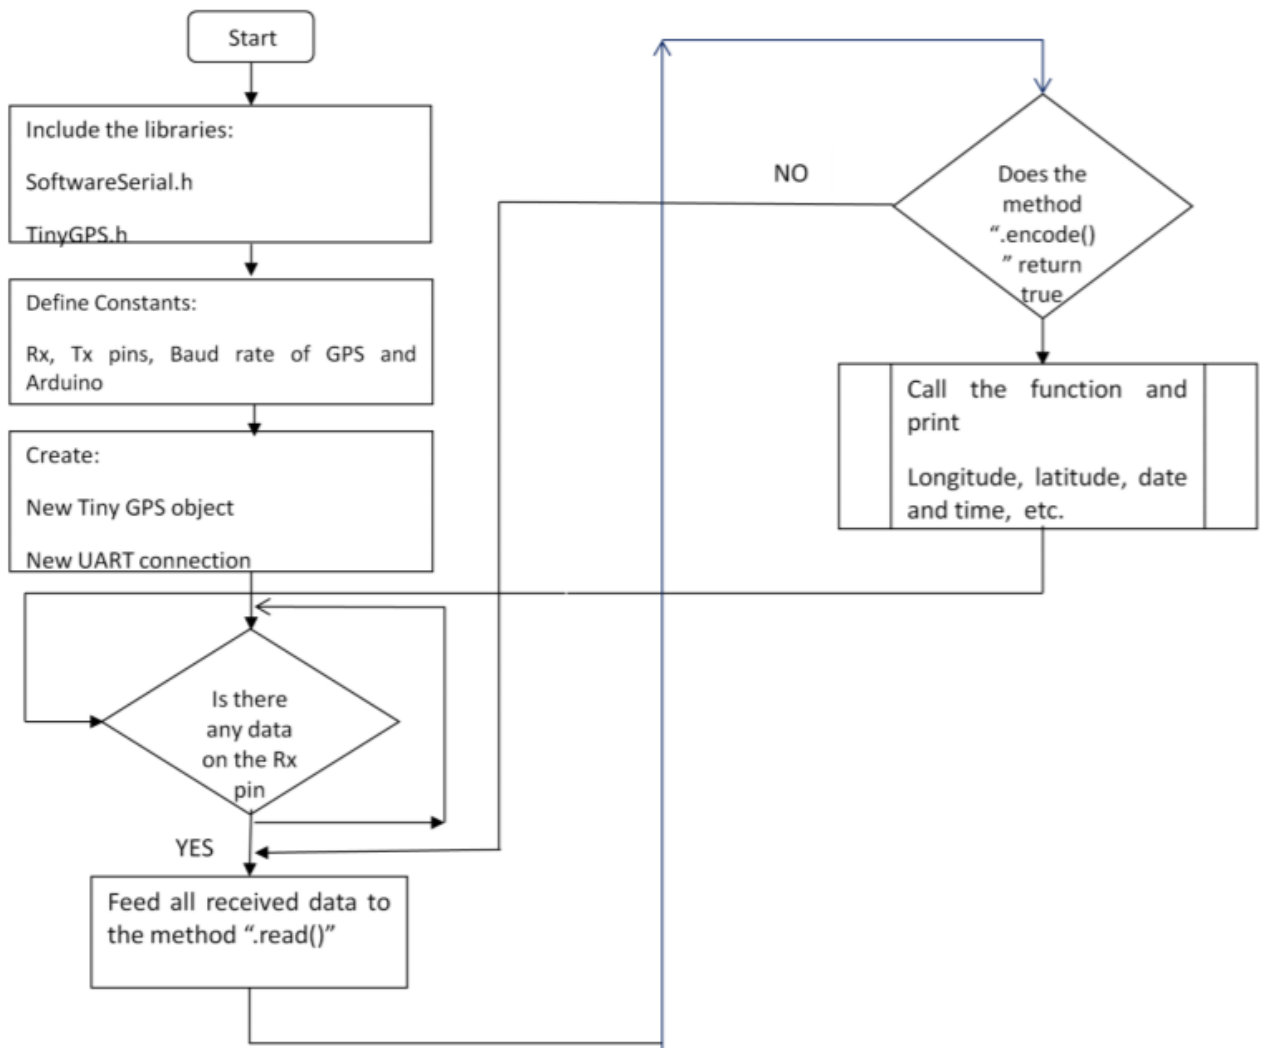 Start
Include the libraries:
SoftwareSerial.h
TinyGPS.h
Define Constants:
Rx, Tx pins, Baud rate of GPS and
Arduino
Create:
New Tiny GPS object
New UART connection
Is there
any data
on the Rx
pin
YES
Feed all received data to
the method “.read()”
NO
Does the
method
“.encode()
” return
true
Call the function and
print
Longitude, latitude, date
and time, etc.